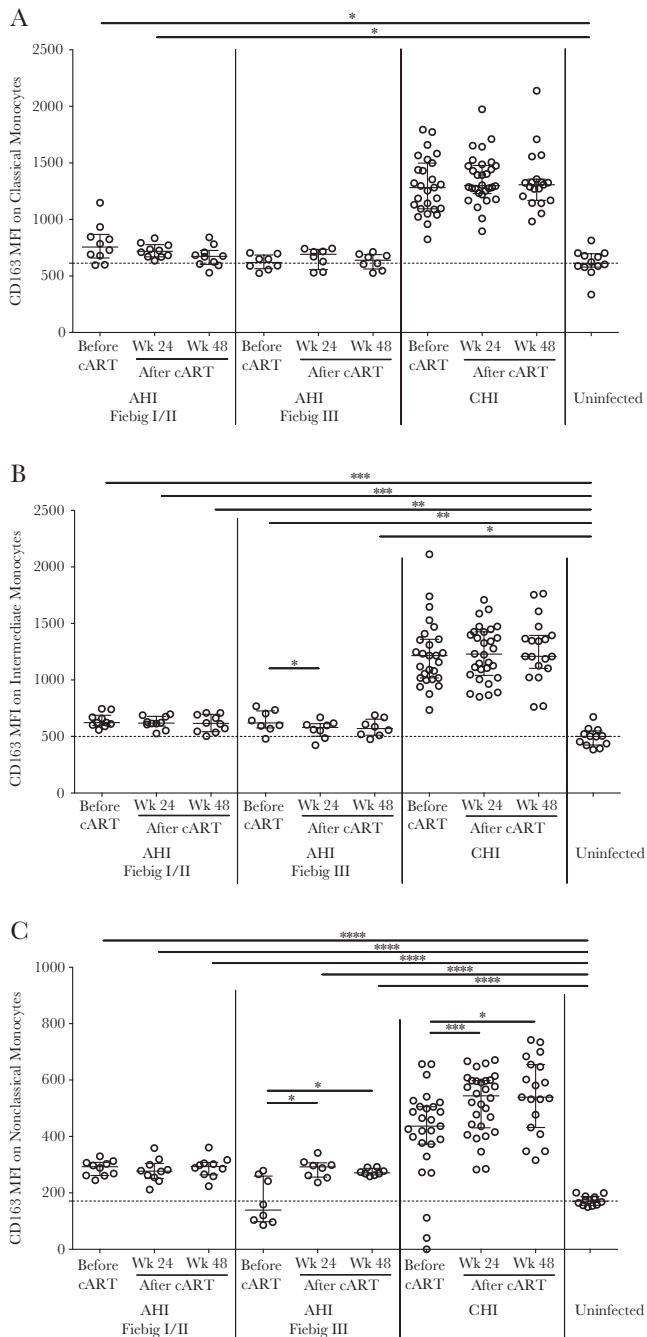 A
*
*
2500
2000
1500
1000
500
0
CD163 MFI on Classical Monocytes
Before cART
Wk 24
Wk 48
After cART
AHI
Fiebig I/II
Before cART
Wk 24
Wk 48
After cART
AHI
Fiebig III
Before cART
Wk 24
Wk 48
After cART
CHI
Uninfected
B
***
***
**
**
*
2500
2000
1500
1000
500
0
CD163 MFI on Intermediate Monocytes
*
Before cART
Wk 24
Wk 48
After cART
AHI
Fiebig I/II
Before cART
Wk 24
Wk 48
After cART
AHI
Fiebig III
Before cART
Wk 24
Wk 48
After cART
CHI
Uninfected
C
****
****
****
****
****
1000
800
600
400
200
0
CD163 MFI on Nonclassical Monocytes
*
*
*
***
Before cART
Wk 24
Wk 48
After cART
AHI
Fiebig I/II
Before cART
Wk 24
Wk 48
After cART
AHI
Fiebig III
Before cART
Wk 24
Wk 48
After cART
CHI
Uninfected